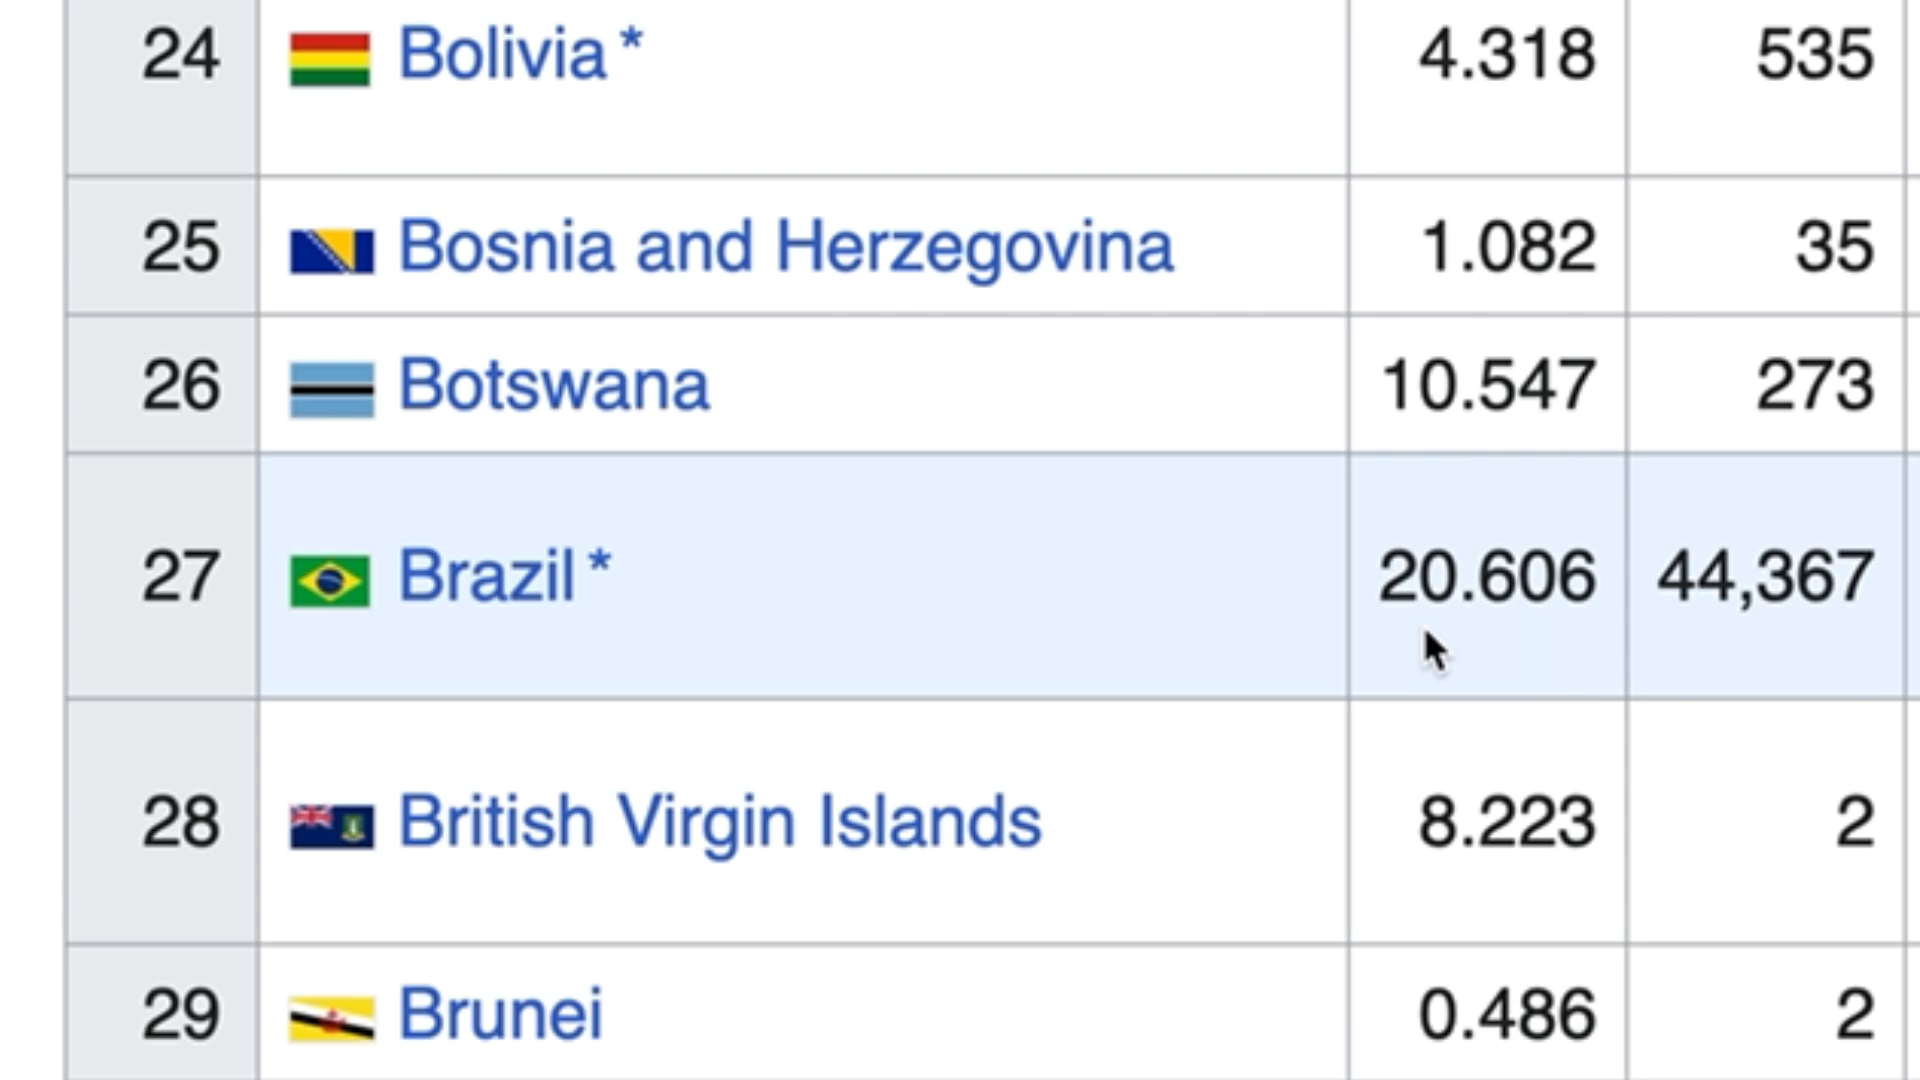 24 Bolivia * 4.318 535
25 Bosnia and Herzegovina 1.082 35
26 Botswana 10.547 273
27 Brazil * 20.606 44,367
28 British Virgin Islands 8.223 2
29 Brunei 0.486 2